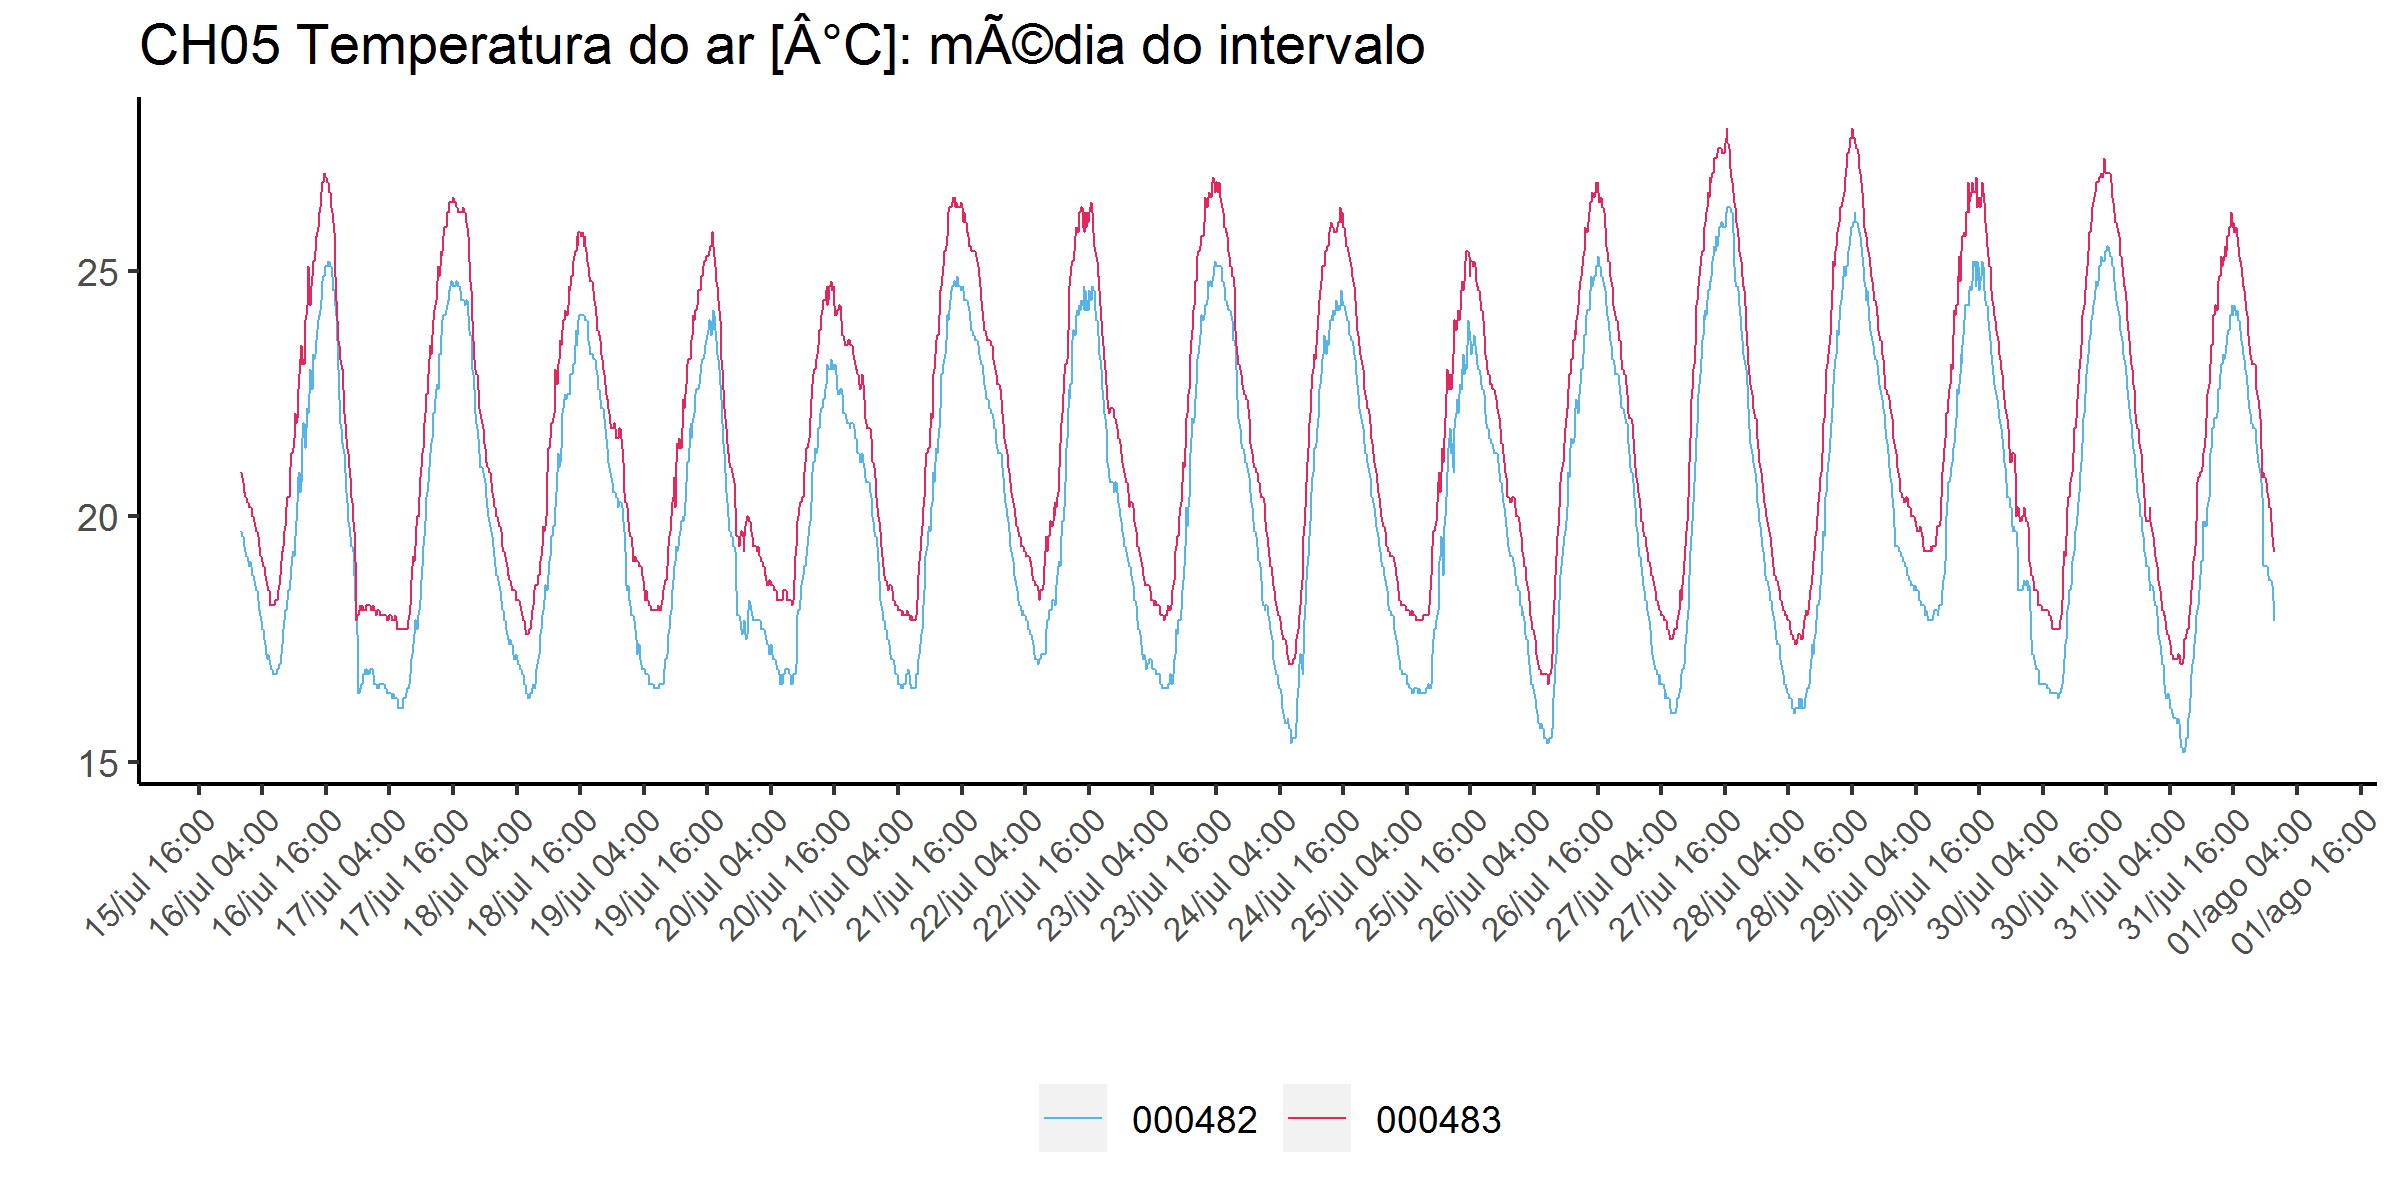 CH05 Temperatura do ar [Â°C]: mÃ©dia do intervalo
25
20
15
15/jul 16:00
16/jul 04:00
16/jul 16:00
17/jul 04:00
17/jul 16:00
18/jul 04:00
18/jul 16:00
19/jul 04:00
19/jul 16:00
20/jul 04:00
20/jul 16:00
21/jul 04:00
21/jul 16:00
22/jul 04:00
22/jul 16:00
23/jul 04:00
23/jul 16:00
24/jul 04:00
24/jul 16:00
25/jul 04:00
25/jul 16:00
26/jul 04:00
26/jul 16:00
27/jul 04:00
27/jul 16:00
28/jul 04:00
28/jul 16:00
29/jul 04:00
29/jul 16:00
30/jul 04:00
30/jul 16:00
31/jul 04:00
31/jul 16:00
01/ago 04:00
01/ago 16:00
000482 000483